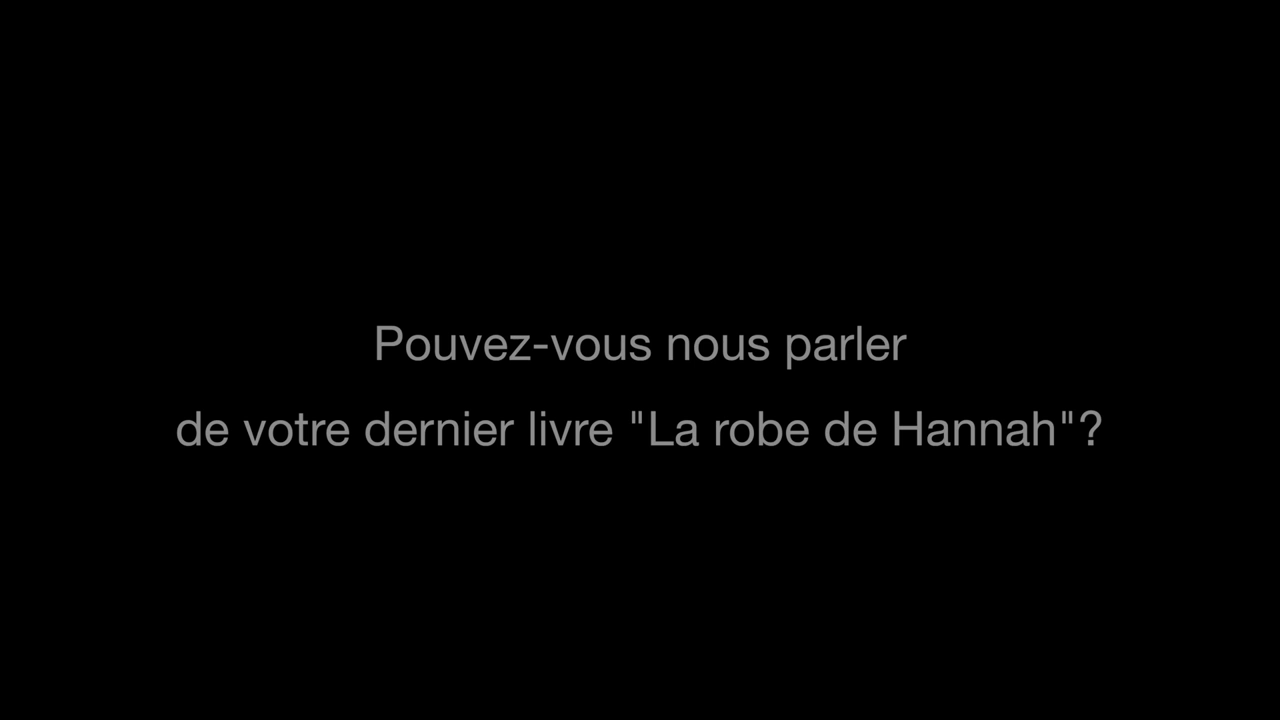 Pouvez-vous nous parler
de votre dernier livre "La robe de Hannah"?